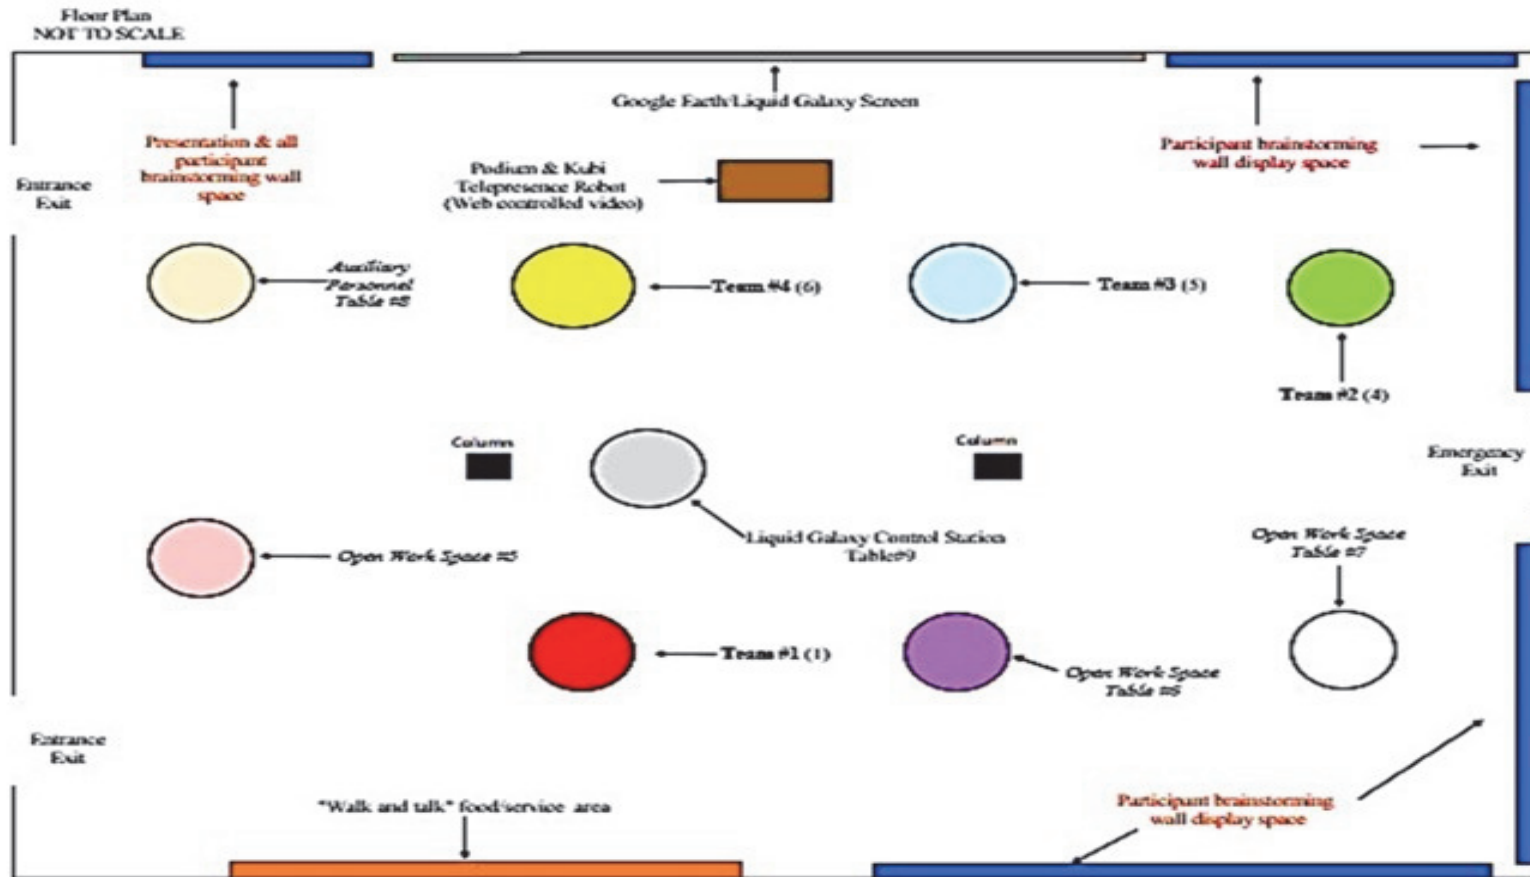 Floor Plan
NOT TO SCALE
Google Earth/Liquid Galaxy Screen
Presentation & all
participant
brainstorming wall
space
Participant brainstorming
wall display space
Entrance
Exit
Podium & Kubi
Telepresence Robot
(Web controlled video)
Auxiliary
Personnel
Table #8
Team #4 (6)
Team #3 (5)
Team #2 (4)
Column
Column
Emergency
Exit
Liquid Galaxy Control Station
Table#9
Open Work Space #5
Open Work Space
Table #7
Team #1 (1)
Open Work Space
Table #6
Entrance
Exit
"Walk and talk" food/service area
Participant brainstorming
wall display space